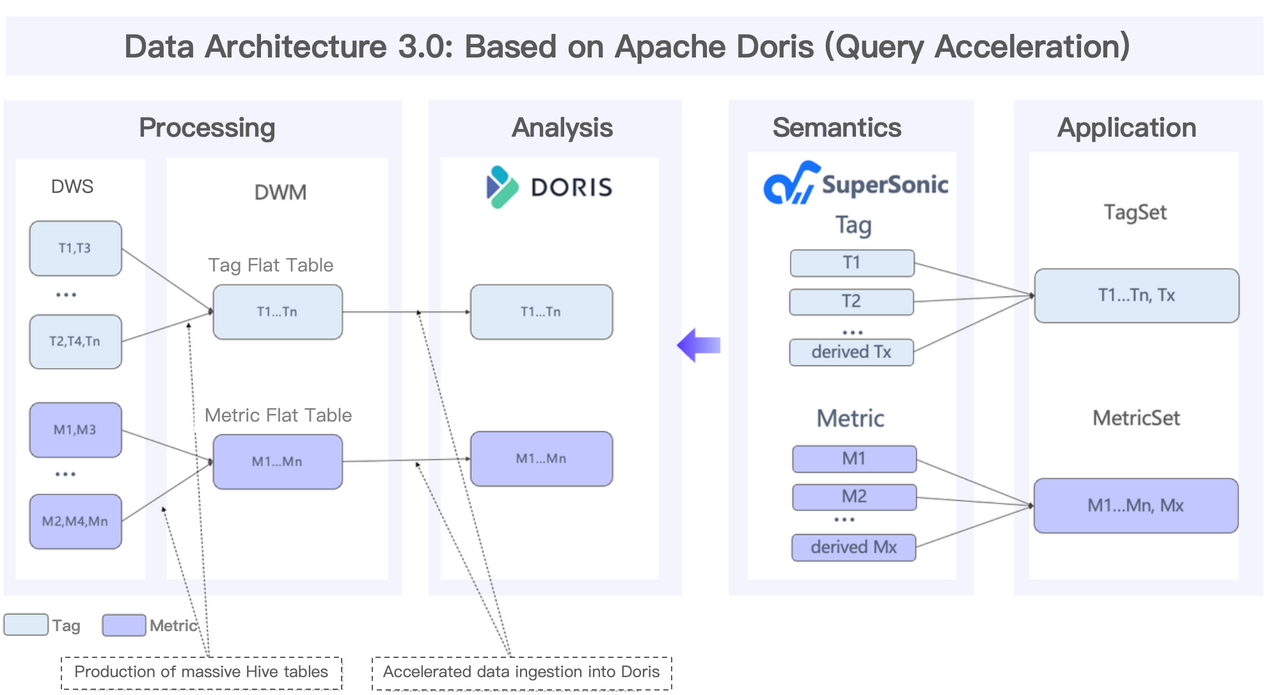 Data Architecture 3.0: Based on Apache Doris (Query Acceleration)
Processing
DWS
T1,T3
...
T2,T4,Tn
M1,M3
...
M2,M4,Mn
DWM
Tag Flat Table
T1...Tn
Metric Flat Table
M1...Mn
Analysis
DORIS
T1...Tn
M1...Mn
Semantics
SuperSonic
Tag
T1
T2
...
derived Tx
Metric
M1
M2
...
derived Mx
Application
TagSet
T1...Tn, Tx
MetricSet
M1...Mn, Mx
Tag
Metric
Production of massive Hive tables
Accelerated data ingestion into Doris